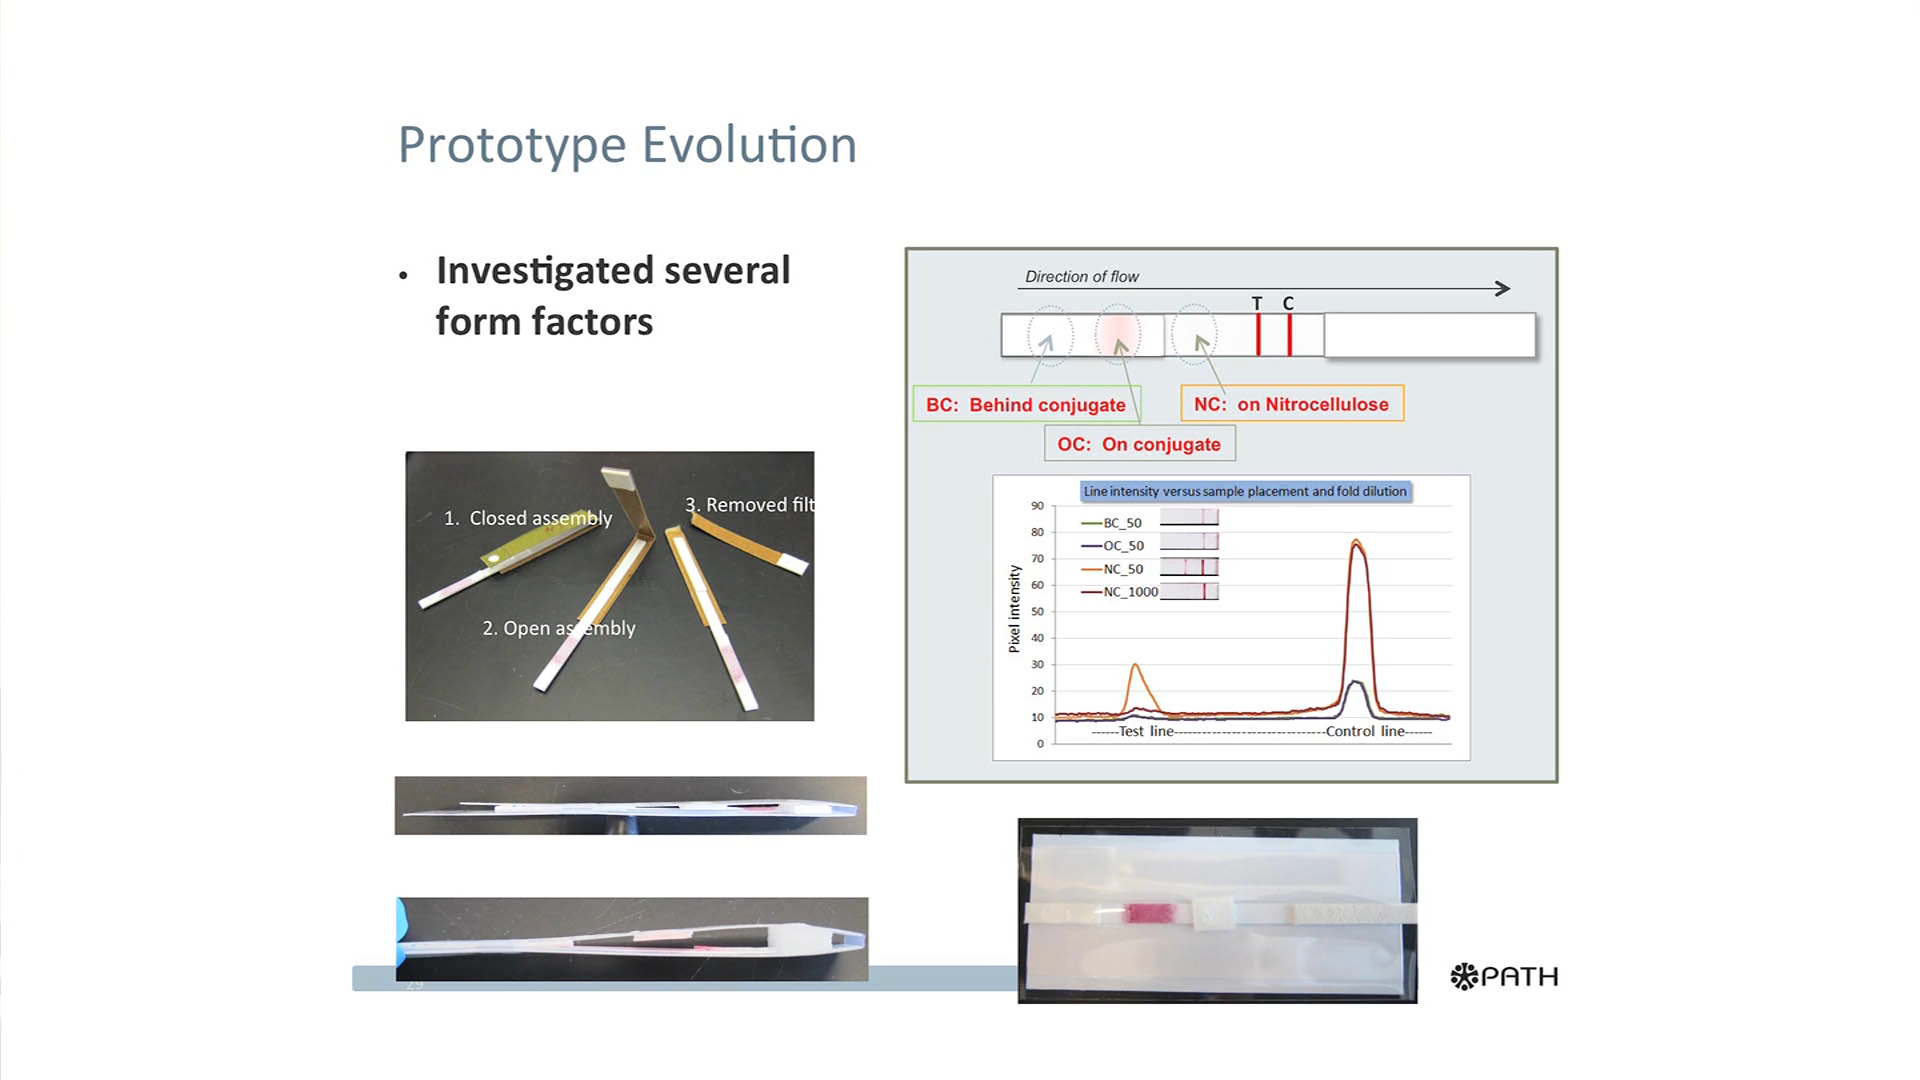 Prototype Evolution
• Investigated several
form factors
1. Closed assembly
2. Open assembly
3. Removed filt
Direction of flow
T C
BC: Behind conjugate
NC: on Nitrocellulose
OC: On conjugate
Line intensity versus sample placement and fold dilution
Pixel intensity
90
80
70
60
50
40
30
20
10
0
BC_50
OC_50
NC_50
NC_1000
------Test line----------------------------Control line------
29
PATH